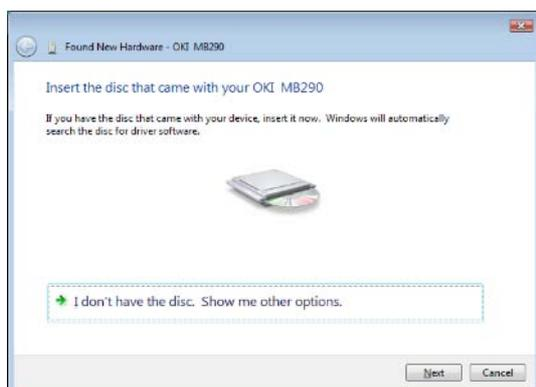 Found New Hardware - OKI MB290
Insert the disc that came with your OKI MB290
If you have the disc that came with your device, insert it now. Windows will automatically
search the disc for driver software.
I don't have the disc. Show me other options.
Next Cancel